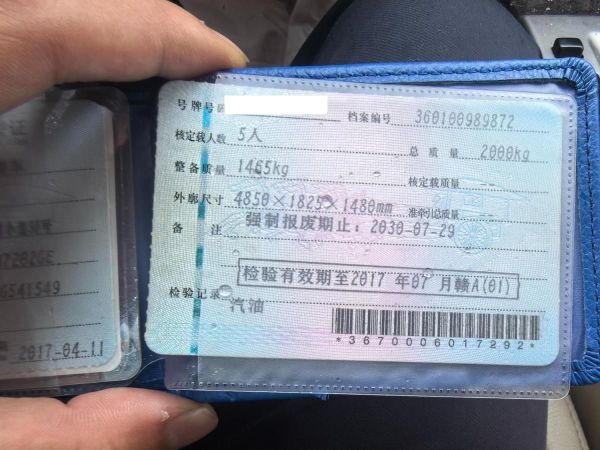 证
号牌号码
档案编号 360100989872
核定载人数 5人
总质量 2000kg
整备质量 1465kg
核定载质量 --
外廓尺寸 4850×1825×1480mm
准牵引总质量 --
备注 强制报废期止: 2030-07-29
检验有效期至2017 年07 月赣A(01)
检验记录 汽油
*3670006017292*
G541549
2017-04-11